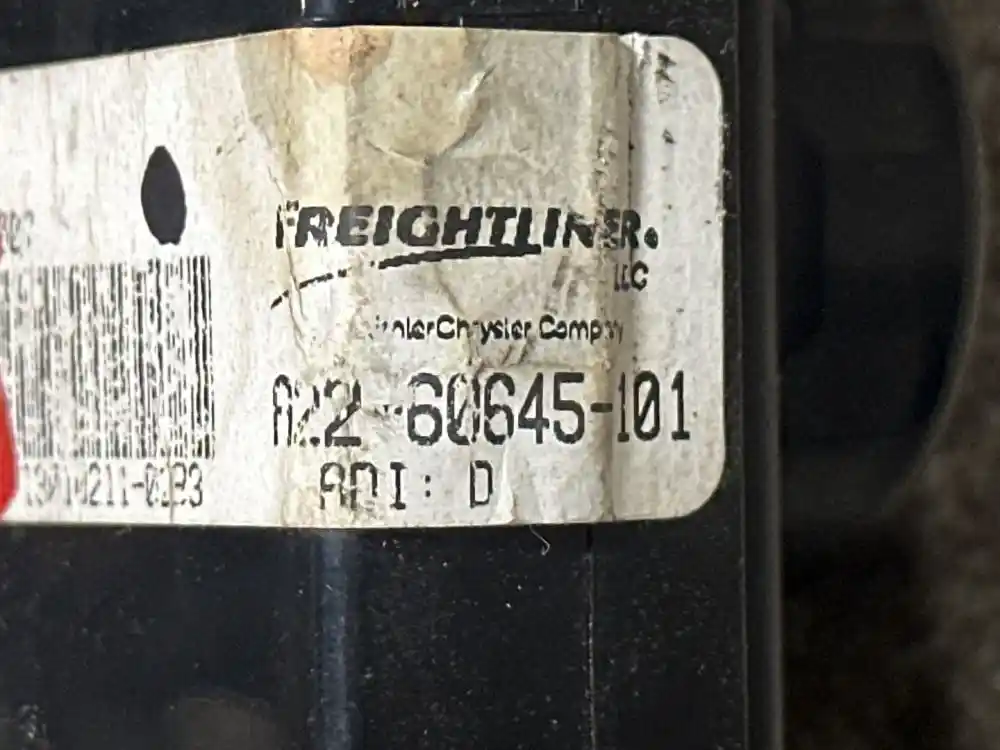 FREIGHTLINER.
LLC
DaimlerChrysler Company
A22-60645-101
ADI: D